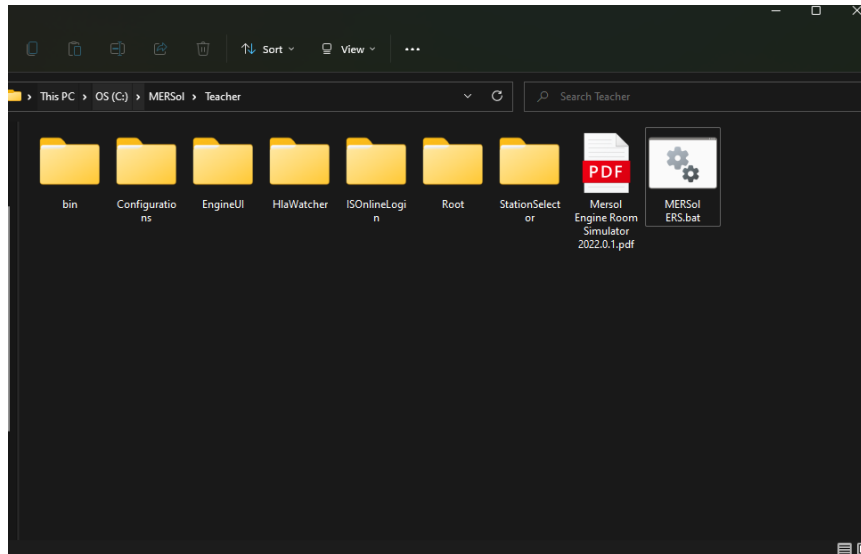 Sort
View
This PC > OS (C:) > MERSol > Teacher
Search Teacher
bin
Configuratio
ns
EngineUI
HlaWatcher
ISOnlineLogi
n
Root
StationSelect
or
PDF
Mersol
Engine Room
Simulator
2022.0.1.pdf
MERSol
ERS.bat